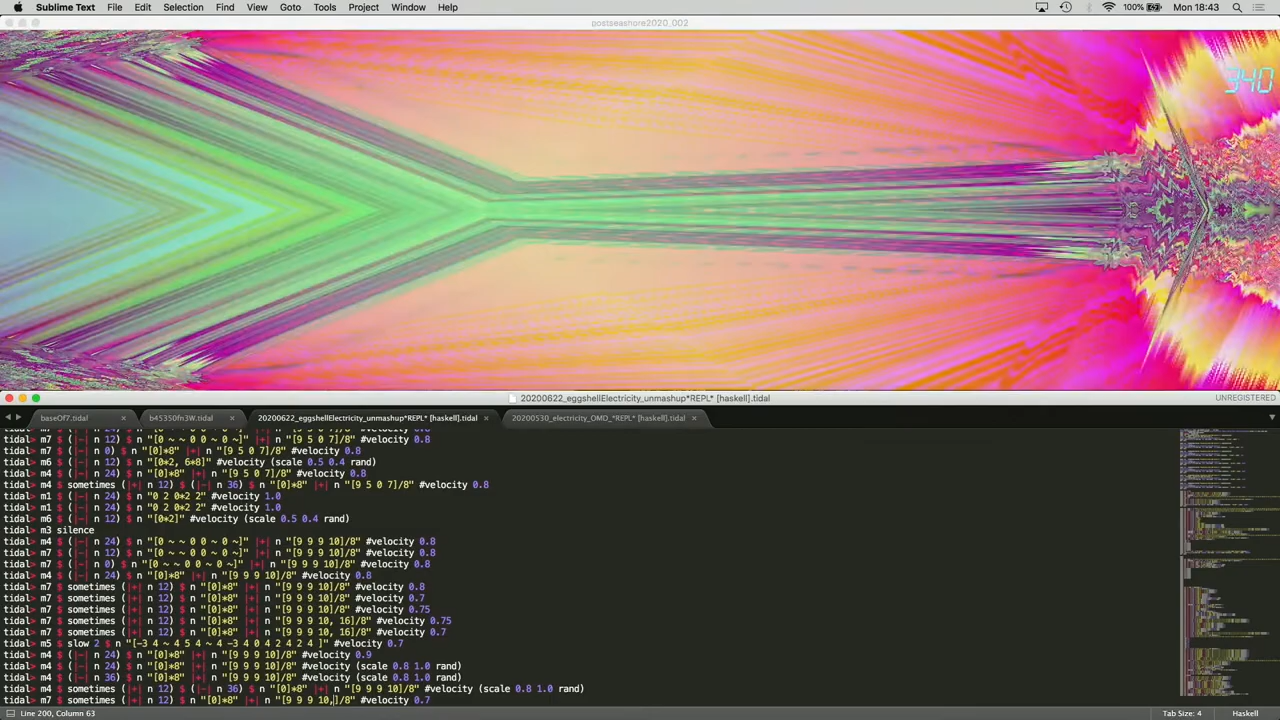 Sublime Text File Edit Selection Find View Goto Tools Project Window Help 100% Mon 18:43
postseashore2020_002
340
20200622_eggshellElectricity_unmashup*REPL* [haskell].tidal UNREGISTERED
baseOf7.tidal b45350fn3W.tidal 20200622_eggshellElectricity_unmashup*REPL* [haskell].tidal 20200530_electricity_OMD_*REPL* [haskell].tidal
tidal> m7 $ (|-| n 12) $ n "[0 ~ ~ 0 0 ~ 0 ~]" |+| n "[9 5 0 7]/8" #velocity 0.8
tidal> m7 $ (|-| n 0) $ n "[0]*8" |+| n "[9 5 0 7]/8" #velocity 0.8
tidal> m6 $ (|-| n 12) $ n "[0*2, 6*8]" #velocity (scale 0.5 0.4 rand)
tidal> m4 $ (|-| n 24) $ n "[0]*8" |+| n "[9 5 0 7]/8" #velocity 0.8
tidal> m4 $ sometimes (|+| n 12) $ (|-| n 36) $ n "[0]*8" |+| n "[9 5 0 7]/8" #velocity 0.8
tidal> m1 $ (|-| n 24) $ n "0 2 0*2 2" #velocity 1.0
tidal> m1 $ (|-| n 24) $ n "0 2 0*2 2" #velocity 1.0
tidal> m6 $ (|-| n 12) $ n "[0*2]" #velocity (scale 0.5 0.4 rand)
tidal> m3 silence
tidal> m4 $ (|-| n 24) $ n "[0 ~ ~ 0 0 ~ 0 ~]" |+| n "[9 9 9 10]/8" #velocity 0.8
tidal> m7 $ (|-| n 12) $ n "[0 ~ ~ 0 0 ~ 0 ~]" |+| n "[9 9 9 10]/8" #velocity 0.8
tidal> m7 $ (|-| n 0) $ n "[0 ~ ~ 0 0 ~ 0 ~]" |+| n "[9 9 9 10]/8" #velocity 0.8
tidal> m4 $ (|-| n 24) $ n "[0]*8" |+| n "[9 9 9 10]/8" #velocity 0.8
tidal> m7 $ sometimes (|+| n 12) $ n "[0]*8" |+| n "[9 9 9 10]/8" #velocity 0.8
tidal> m7 $ sometimes (|+| n 12) $ n "[0]*8" |+| n "[9 9 9 10]/8" #velocity 0.7
tidal> m7 $ sometimes (|+| n 12) $ n "[0]*8" |+| n "[9 9 9 10]/8" #velocity 0.75
tidal> m7 $ sometimes (|+| n 12) $ n "[0]*8" |+| n "[9 9 9 10, 16]/8" #velocity 0.75
tidal> m7 $ sometimes (|+| n 12) $ n "[0]*8" |+| n "[9 9 9 10, 16]/8" #velocity 0.7
tidal> m5 $ slow 2 $ n "[-3 4 ~ 4 5 4 ~ 4 -3 4 0 4 2 4 2 4 ]" #velocity 0.7
tidal> m4 $ (|-| n 24) $ n "[0]*8" |+| n "[9 9 9 10]/8" #velocity 0.9
tidal> m4 $ (|-| n 24) $ n "[0]*8" |+| n "[9 9 9 10]/8" #velocity (scale 0.8 1.0 rand)
tidal> m4 $ (|-| n 36) $ n "[0]*8" |+| n "[9 9 9 10]/8" #velocity (scale 0.8 1.0 rand)
tidal> m4 $ sometimes (|+| n 12) $ (|-| n 36) $ n "[0]*8" |+| n "[9 9 9 10]/8" #velocity (scale 0.8 1.0 rand)
tidal> m7 $ sometimes (|+| n 12) $ n "[0]*8" |+| n "[9 9 9 10,]/8" #velocity 0.7
Line 200, Column 63 Tab Size: 4 Haskell